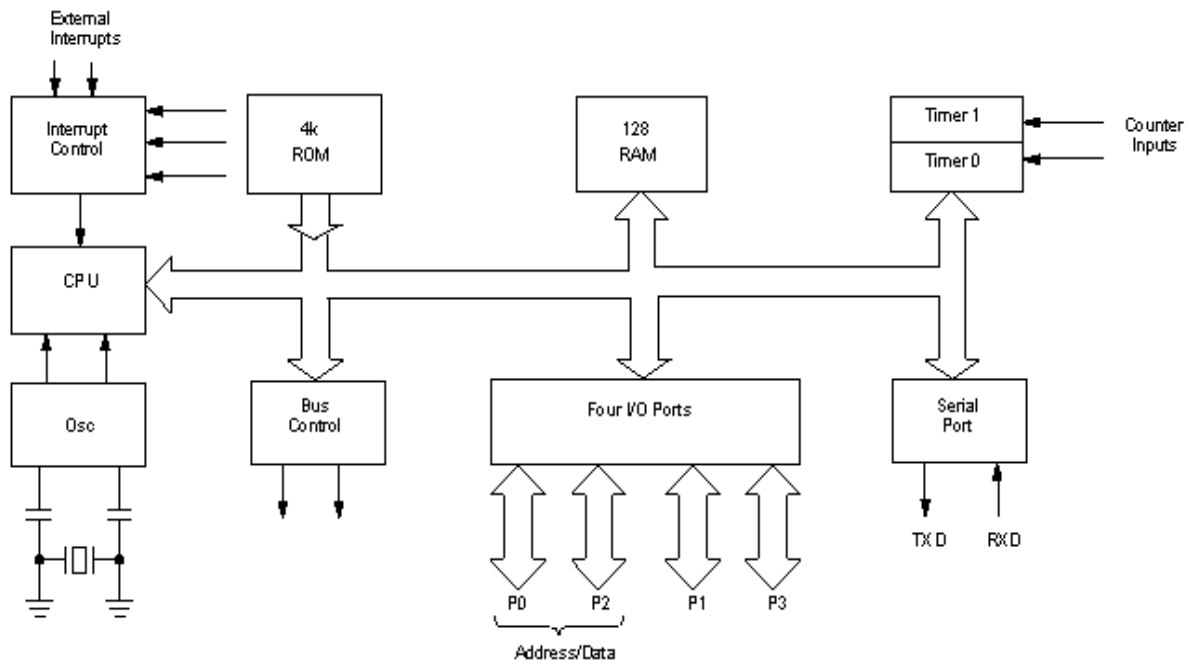 External
Interrupts
Interrupt
Control
4k
ROM
128
RAM
Timer 1
Timer 0
Counter
Inputs
CPU
Osc
Bus
Control
Four I/O Ports
Serial
Port
TXD
RXD
P0
P2
P1
P3
Address/Data